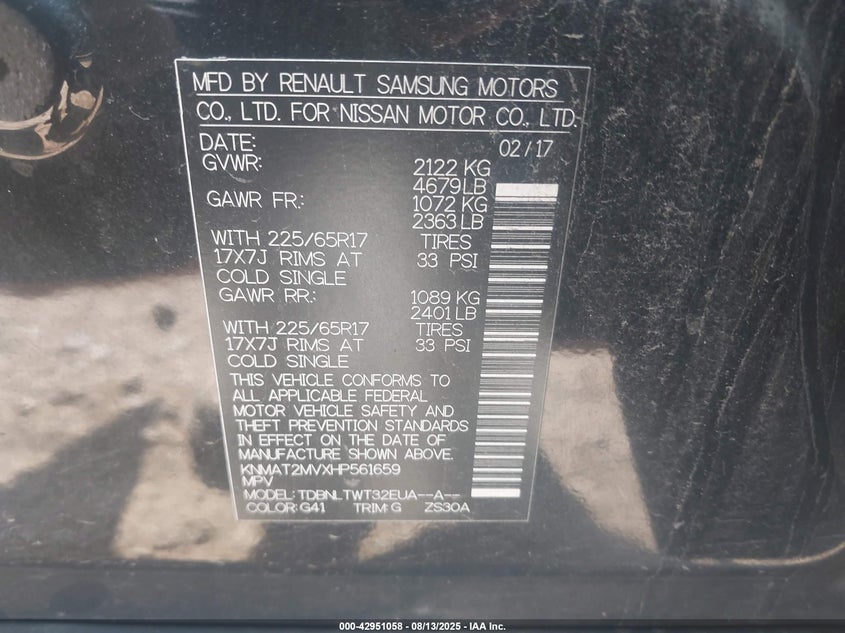 MFD BY RENAULT SAMSUNG MOTORS
CO., LTD. FOR NISSAN MOTOR CO., LTD.
DATE: 02/17
GVWR: 2122 KG
4679 LB
GAWR FR.: 1072 KG
2363 LB
WITH 225/65R17 TIRES
17X7J RIMS AT 33 PSI
COLD SINGLE
GAWR RR.: 1089 KG
2401 LB
WITH 225/65R17 TIRES
17X7J RIMS AT 33 PSI
COLD SINGLE
THIS VEHICLE CONFORMS TO
ALL APPLICABLE FEDERAL
MOTOR VEHICLE SAFETY AND
THEFT PREVENTION STANDARDS
IN EFFECT ON THE DATE OF
MANUFACTURE SHOWN ABOVE.
KNMAT2MVXHP561659
MPV
MODEL: TDBNLTWT32EUA--A--
COLOR: G41 TRIM: G ZS30A
000-42951058 - 08/13/2025 - IAA Inc.